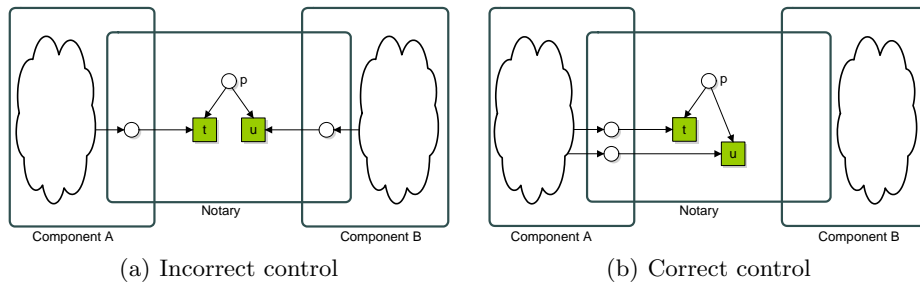 p
p
t
u
t
u
Notary
Notary
Component A
Component B
Component A
Component B
(a) Incorrect control
(b) Correct control